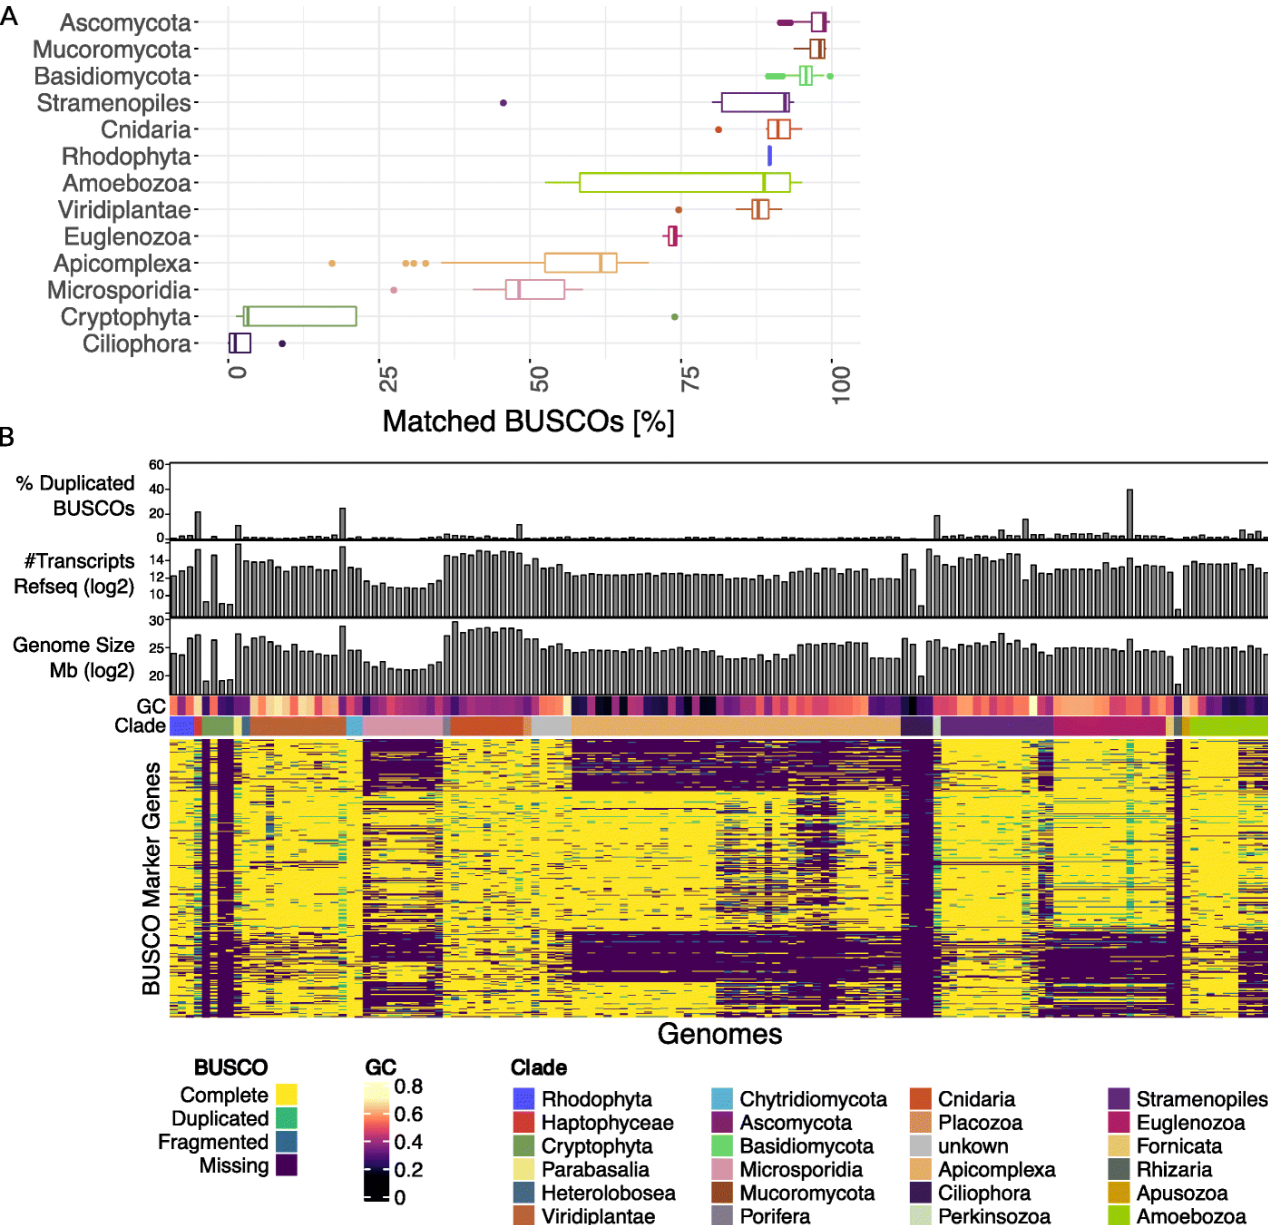 A
Ascomycota
Mucoromycota
Basidiomycota
Stramenopiles
Cnidaria
Rhodophyta
Amoebozoa
Viridiplantae
Euglenozoa
Apicomplexa
Microsporidia
Cryptophyta
Ciliophora
0 25 50 75 100
Matched BUSCOs [%]
B
% Duplicated
BUSCOs
60
40
20
0
#Transcripts
Refseq (log2)
14
12
10
Genome Size
Mb (log2)
30
25
20
GC
Clade
BUSCO Marker Genes
Genomes
BUSCO
Complete
Duplicated
Fragmented
Missing
GC
0.8
0.6
0.4
0.2
0
Clade
Rhodophyta
Haptophyceae
Cryptophyta
Parabasalia
Heterolobosea
Viridiplantae
Chytridiomycota
Ascomycota
Basidiomycota
Microsporidia
Mucoromycota
Porifera
Cnidaria
Placozoa
unkown
Apicomplexa
Ciliophora
Perkinsozoa
Stramenopiles
Euglenozoa
Fornicata
Rhizaria
Apusozoa
Amoebozoa